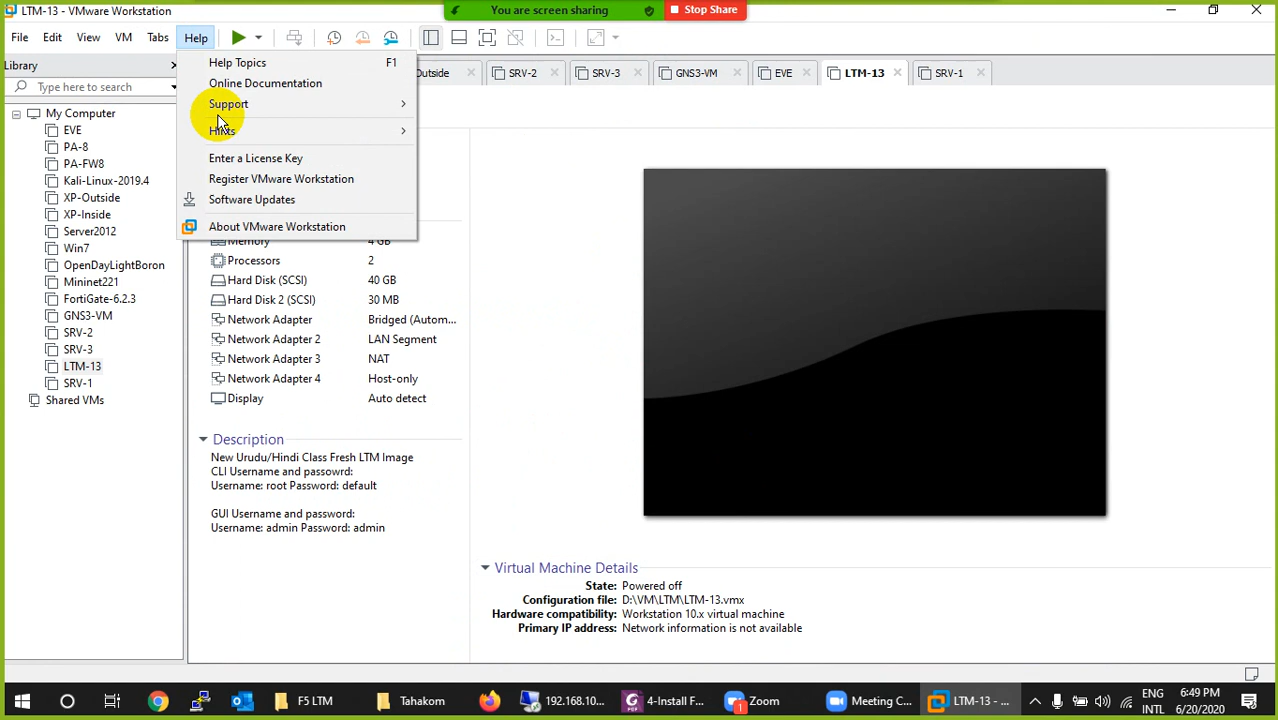 LTM-13 - VMware Workstation
You are screen sharing
Stop Share
File Edit View VM Tabs Help
Library
Type here to search
My Computer
EVE
PA-8
PA-FW8
Kali-Linux-2019.4
XP-Outside
XP-Inside
Server2012
Win7
OpenDayLightBoron
Mininet221
FortiGate-6.2.3
GNS3-VM
SRV-2
SRV-3
LTM-13
SRV-1
Shared VMs
Help Topics F1
Online Documentation
Support
Hints
Enter a License Key
Register VMware Workstation
Software Updates
About VMware Workstation
Outside SRV-2 SRV-3 GNS3-VM EVE LTM-13 SRV-1
Memory 4 GB
Processors 2
Hard Disk (SCSI) 40 GB
Hard Disk 2 (SCSI) 30 MB
Network Adapter Bridged (Autom...
Network Adapter 2 LAN Segment
Network Adapter 3 NAT
Network Adapter 4 Host-only
Display Auto detect
Description
New Urudu/Hindi Class Fresh LTM Image
CLI Username and passowrd:
Username: root Password: default
GUI Username and password:
Username: admin Password: admin
Virtual Machine Details
State: Powered off
Configuration file: D:\VM\LTM\LTM-13.vmx
Hardware compatibility: Workstation 10.x virtual machine
Primary IP address: Network information is not available
F5 LTM
Tahakom
192.168.10...
4-Install F...
Zoom
1
Meeting C...
LTM-13 - ...
ENG
INTL
6:49 PM
6/20/2020